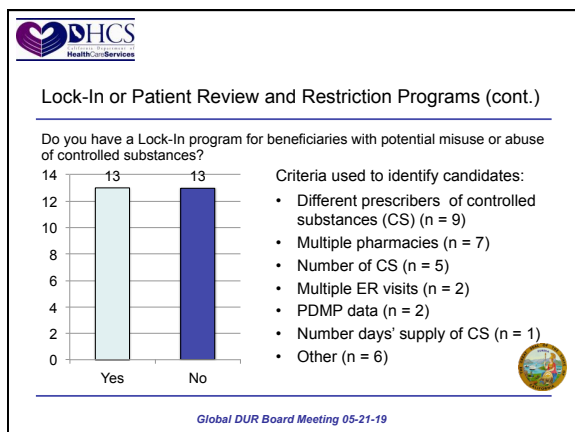 DHCS
California Department of
HealthCareServices
Lock-In or Patient Review and Restriction Programs (cont.)
Do you have a Lock-In program for beneficiaries with potential misuse or abuse
of controlled substances?
14
12
10
8
6
4
2
0
13
13
Yes
No
Criteria used to identify candidates:
• Different prescribers of controlled
substances (CS) (n = 9)
• Multiple pharmacies (n = 7)
• Number of CS (n = 5)
• Multiple ER visits (n = 2)
• PDMP data (n = 2)
• Number days' supply of CS (n = 1)
• Other (n = 6)
Global DUR Board Meeting 05-21-19